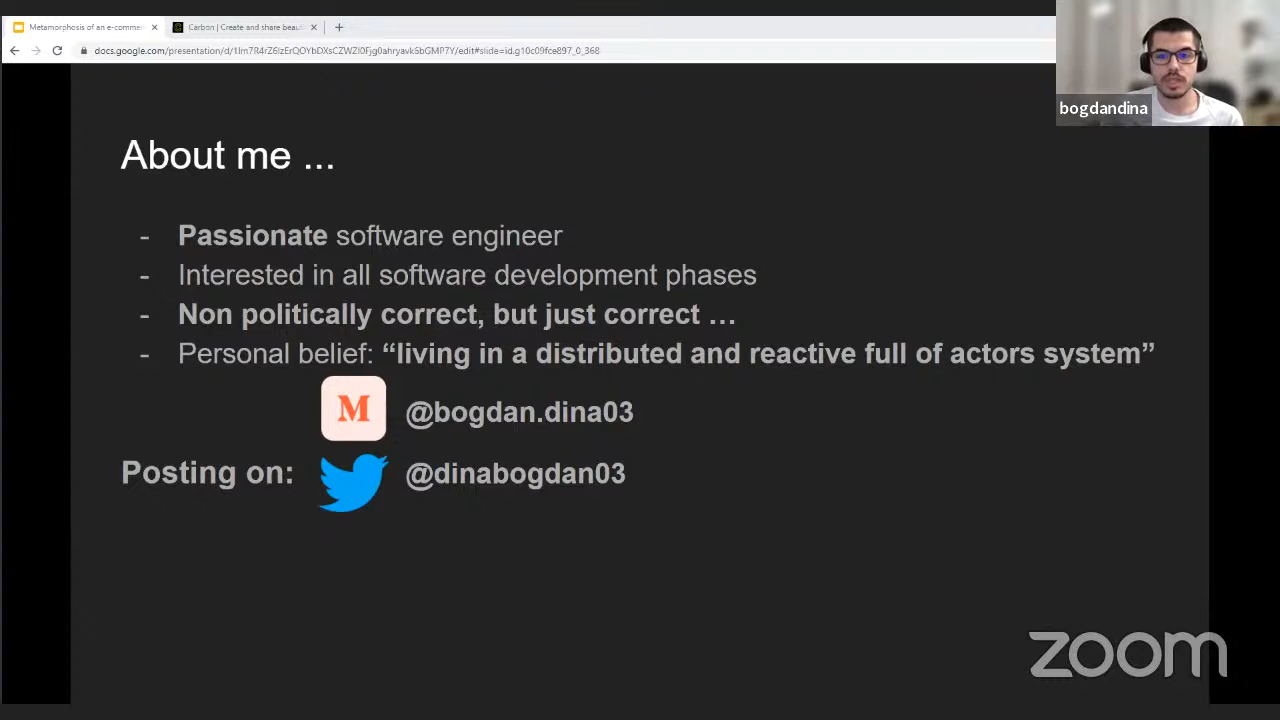 Metamorphosis of an e-comme
Carbon | Create and share beau
docs.google.com/presentation/d/1Im7R4rZ6IzErQOYbDXsCZWZI0Fjg0ahryavk5bGMP7Y/edit#slide=id.g10c09fce897_0_368
bogdandina
About me ...
- Passionate software engineer
- Interested in all software development phases
- Non politically correct, but just correct …
- Personal belief: “living in a distributed and reactive full of actors system”
M @bogdan.dina03
Posting on: @dinabogdan03
zoom